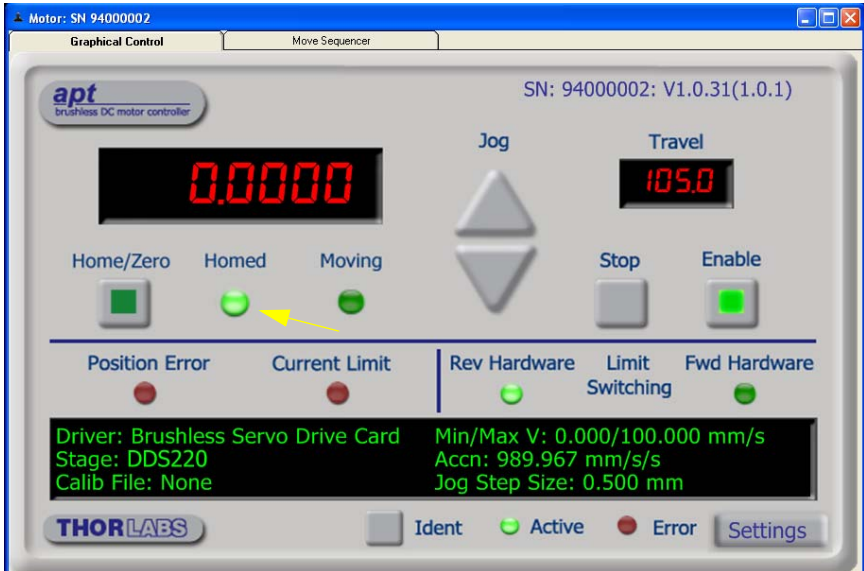 Motor: SN 94000002
Graphical Control
Move Sequencer
apt
brushless DC motor controller
SN: 94000002: V1.0.31(1.0.1)
Jog
Travel
0.0000
105.0
Home/Zero
Homed
Moving
Stop
Enable
Position Error
Current Limit
Rev Hardware
Limit
Switching
Fwd Hardware
Driver: Brushless Servo Drive Card
Stage: DDS220
Calib File: None
Min/Max V: 0.000/100.000 mm/s
Accn: 989.967 mm/s/s
Jog Step Size: 0.500 mm
THORLABS
Ident
Active
Error
Settings